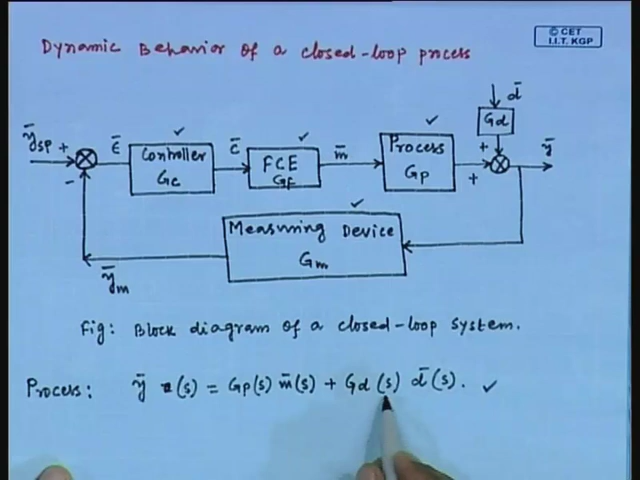 © CET
I.I.T. KGP
Dynamic Behavior of a closed-loop process
d̄
Gd
ȳsp + ε̄ Controller Gc c̄ FCE Gf m̄ Process Gp + + ȳ
-
Measuring Device
Gm
ȳm
Fig: Block diagram of a closed-loop system.
Process: ȳ (s) = Gp(s) m̄(s) + Gd (s) d̄(s). ✓